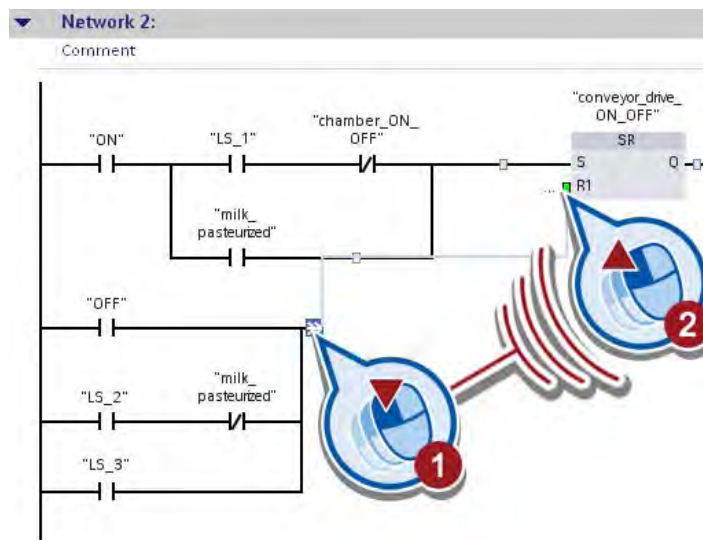 Network 2:
Comment
"conveyor_drive_
ON_OFF"
"chamber_ON_
OFF"
"ON"
"LS_1"
SR
S
Q
... R1
"milk_
pasteurized"
"OFF"
2
"milk_
pasteurized"
"LS_2"
1
"LS_3"